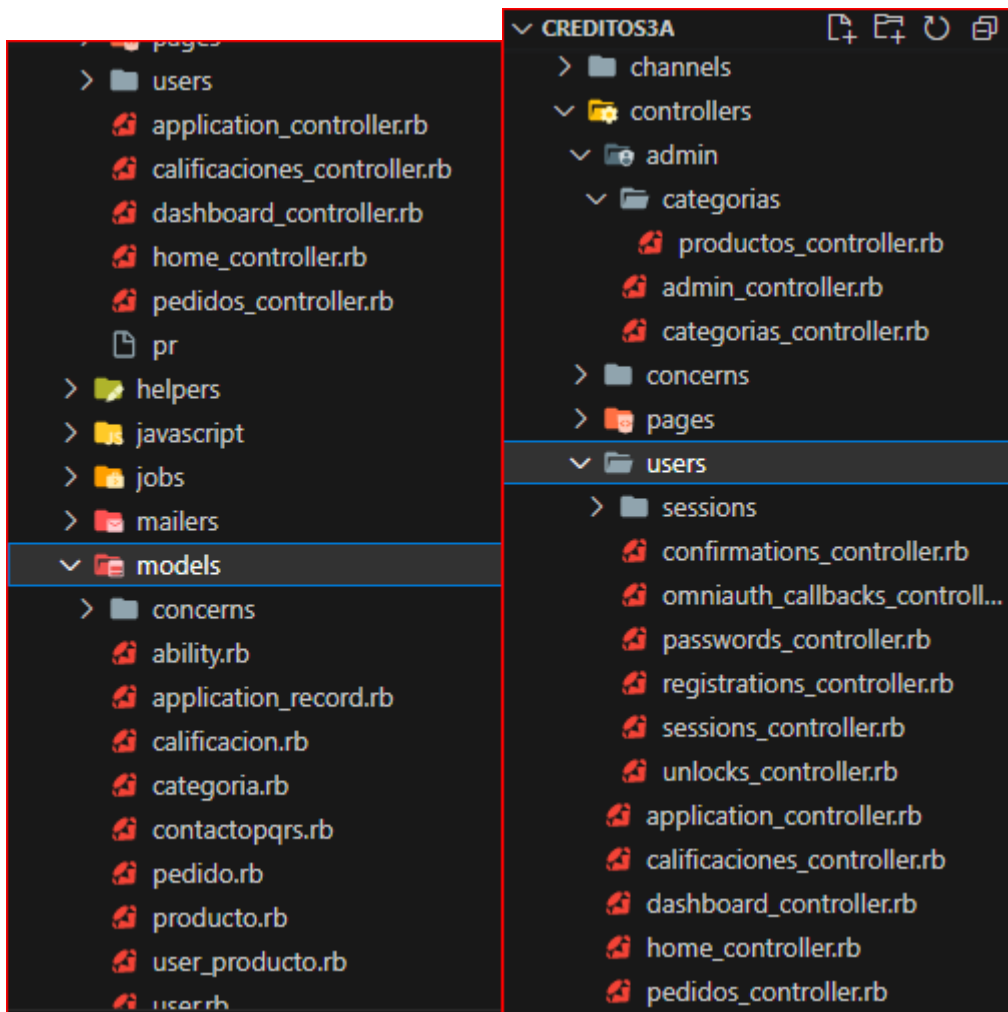 pages
users
application_controller.rb
calificaciones_controller.rb
dashboard_controller.rb
home_controller.rb
pedidos_controller.rb
pr
helpers
javascript
jobs
mailers
models
concerns
ability.rb
application_record.rb
calificacion.rb
categoria.rb
contactopqrs.rb
pedido.rb
producto.rb
user_producto.rb
user.rb
CREDITOS3A
channels
controllers
admin
categorias
productos_controller.rb
admin_controller.rb
categorias_controller.rb
concerns
pages
users
sessions
confirmations_controller.rb
omniauth_callbacks_controll...
passwords_controller.rb
registrations_controller.rb
sessions_controller.rb
unlocks_controller.rb
application_controller.rb
calificaciones_controller.rb
dashboard_controller.rb
home_controller.rb
pedidos_controller.rb